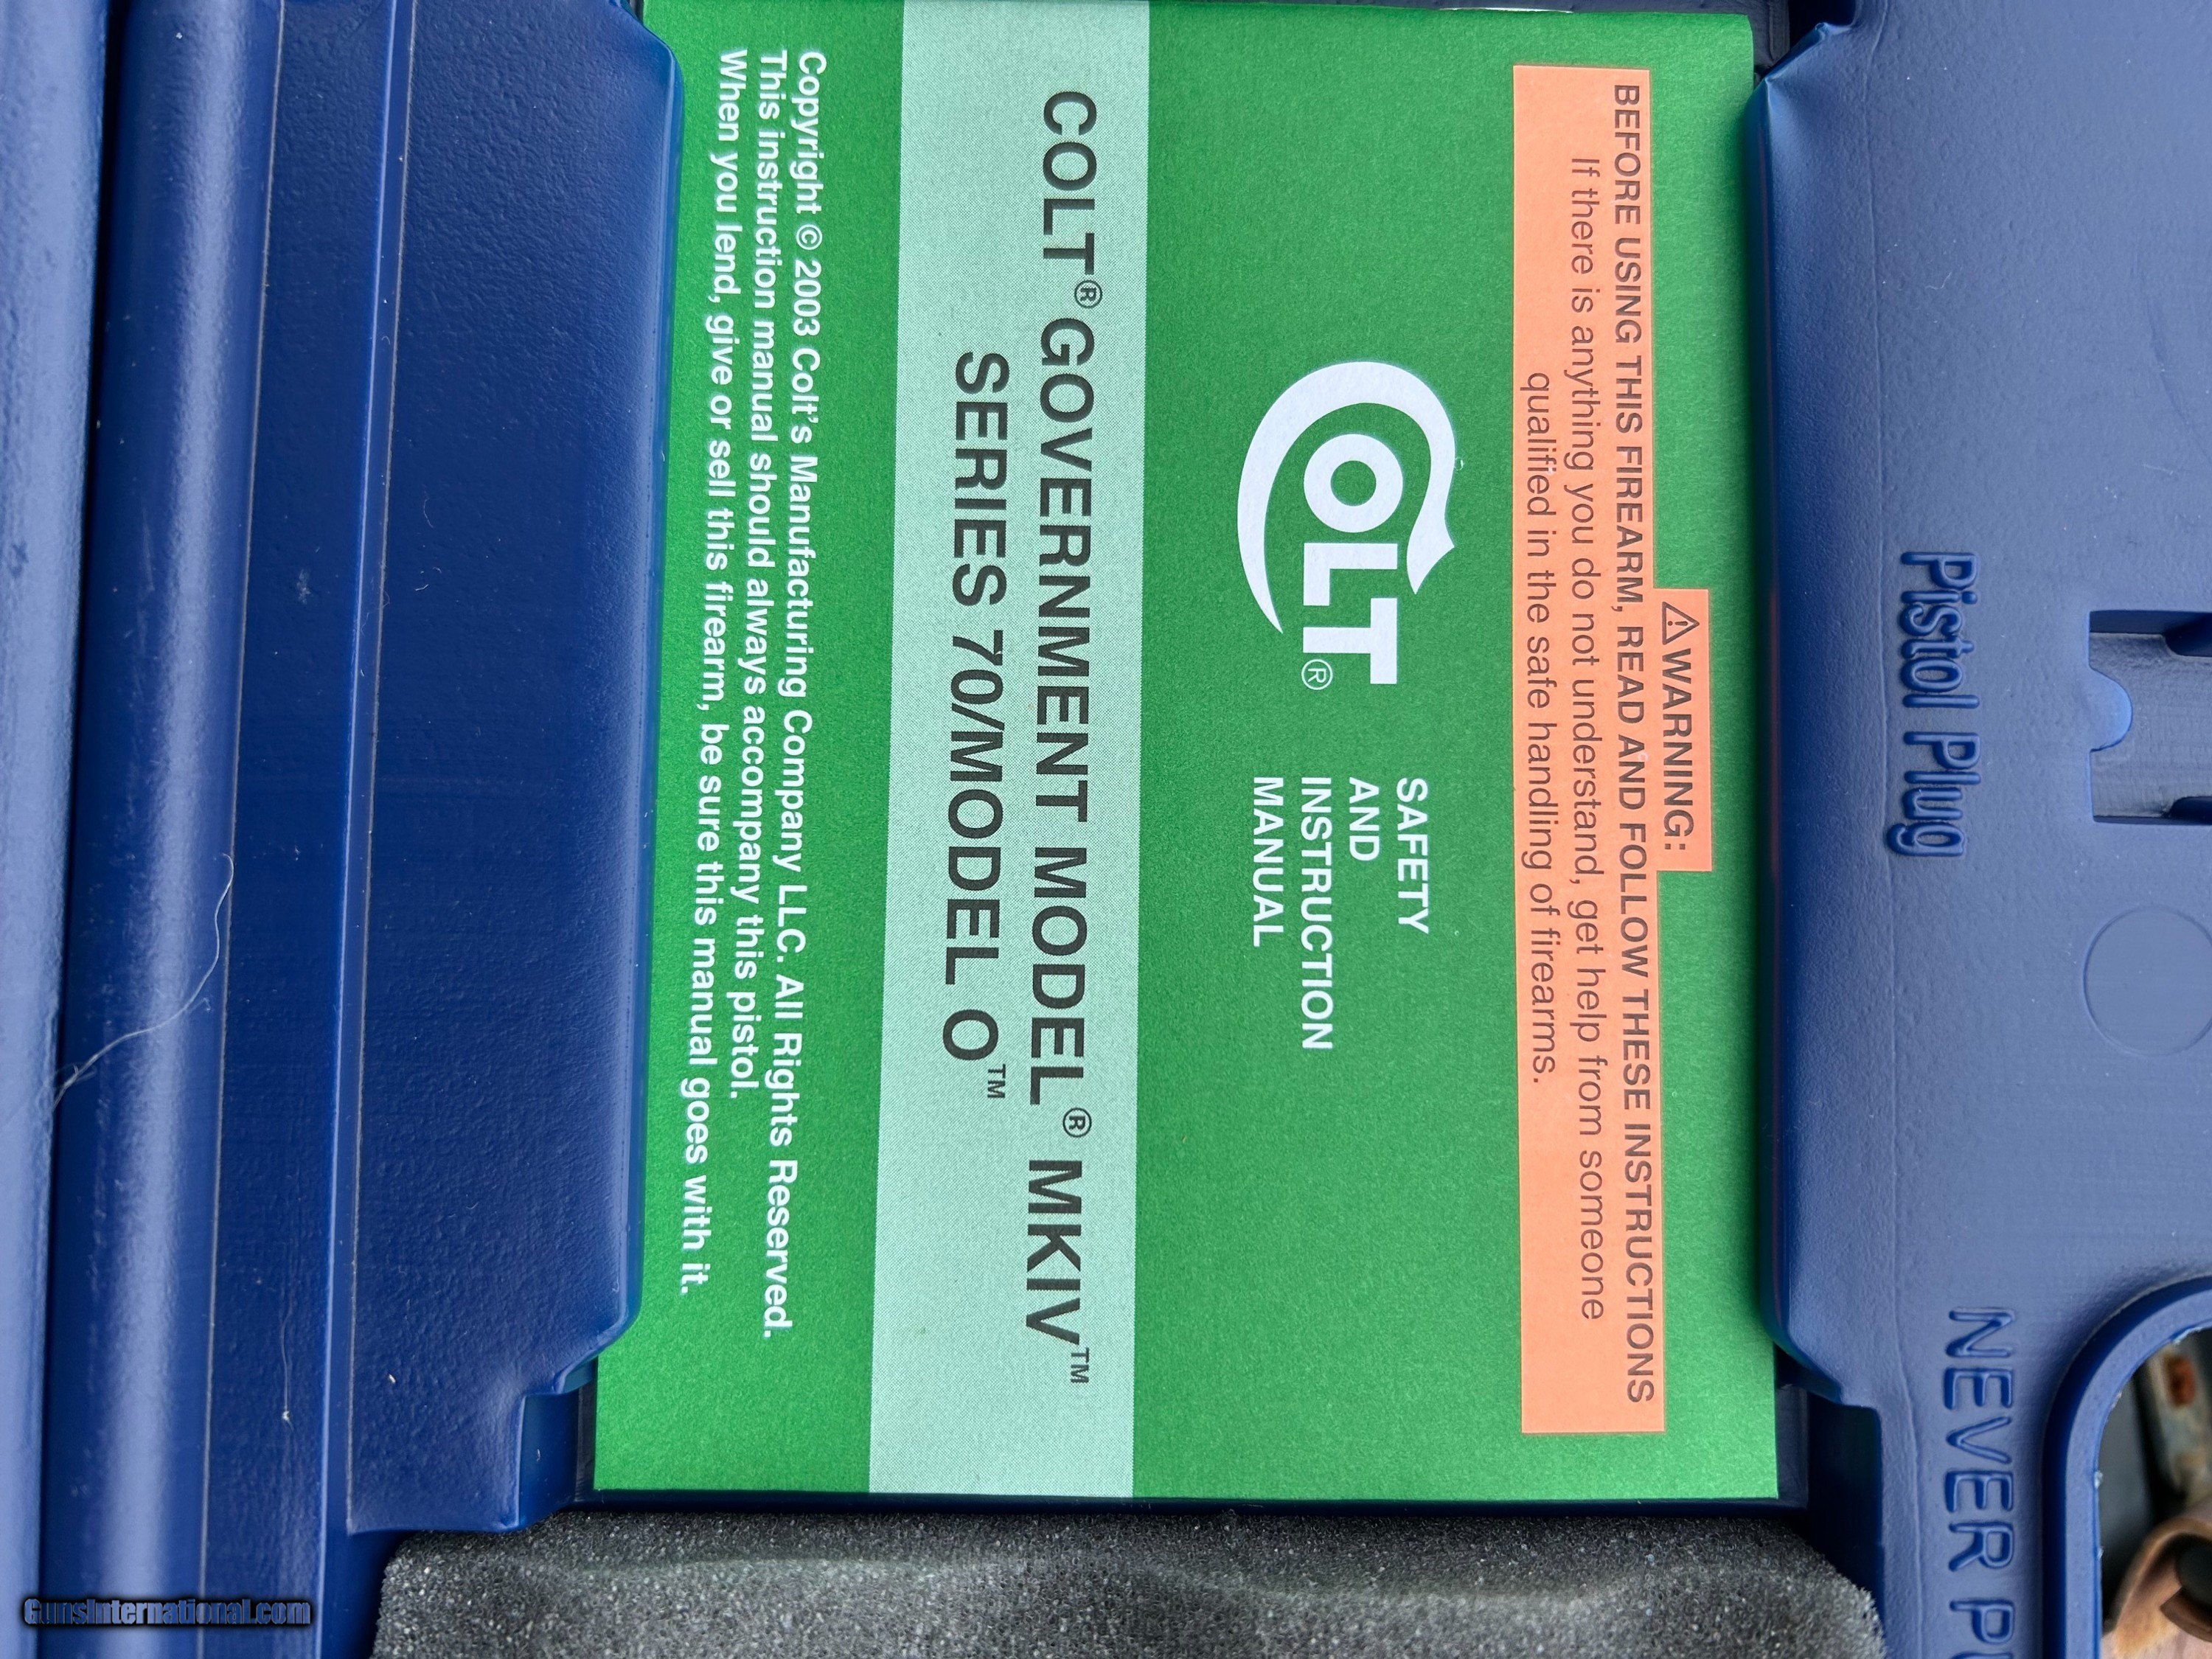 ⚠WARNING:
BEFORE USING THIS FIREARM, READ AND FOLLOW THESE INSTRUCTIONS
If there is anything you do not understand, get help from someone
qualified in the safe handling of firearms.
COLT®
SAFETY
AND
INSTRUCTION
MANUAL
COLT® GOVERNMENT MODEL® MKIV™
SERIES 70/MODEL O™
Copyright © 2003 Colt's Manufacturing Company LLC. All Rights Reserved.
This instruction manual should always accompany this pistol.
When you lend, give or sell this firearm, be sure this manual goes with it.
Pistol Plug
NEVER
GunsInternational.com